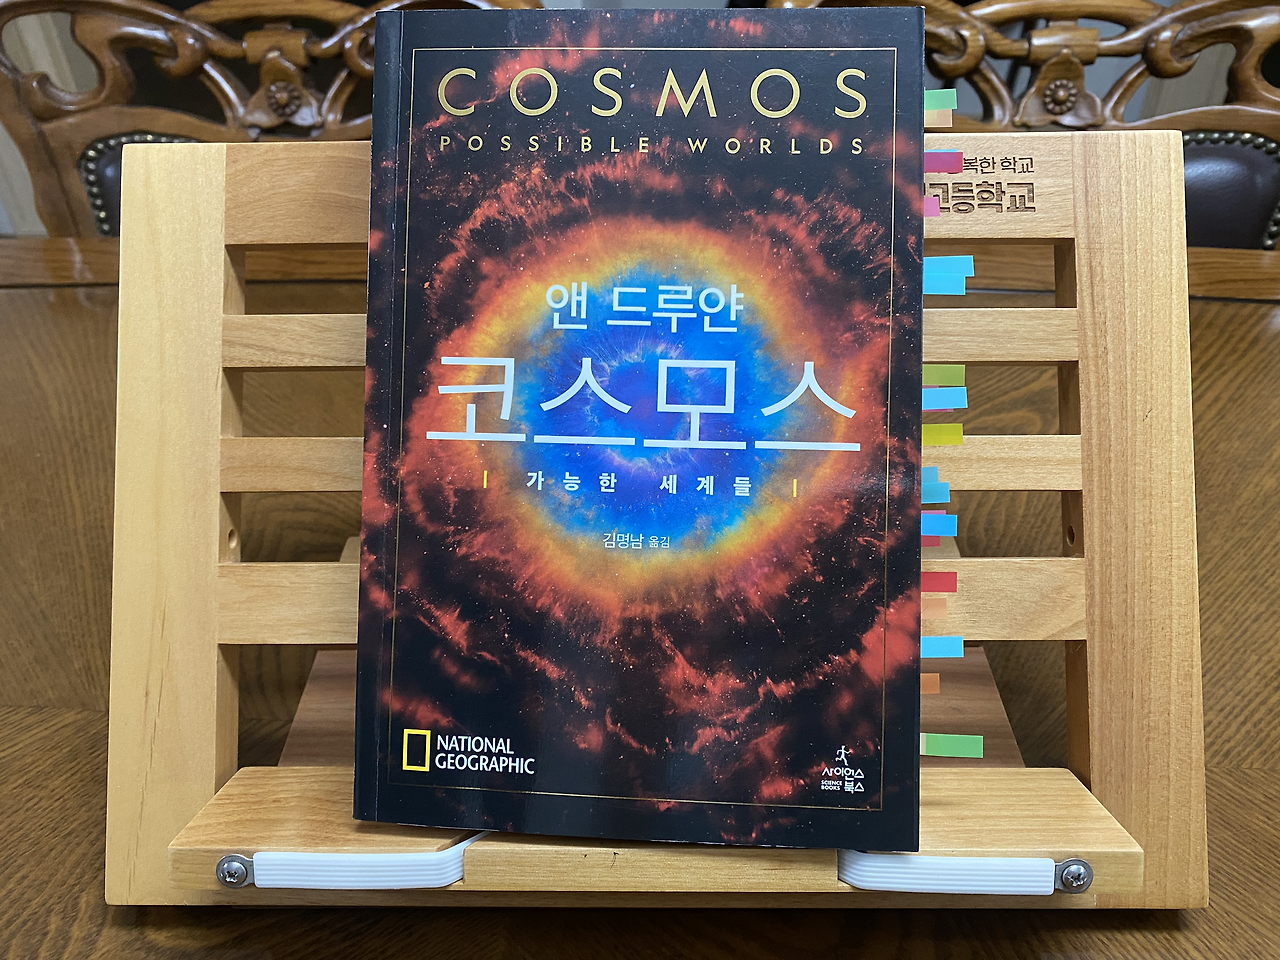 COSMOS
POSSIBLE WORLDS
복한 학교
고등학교
앤 드루얀
코스모스
가능한 세계들
김명남 옮김
NATIONAL
GEOGRAPHIC
사이언스
SCIENCE
BOOKS
북스